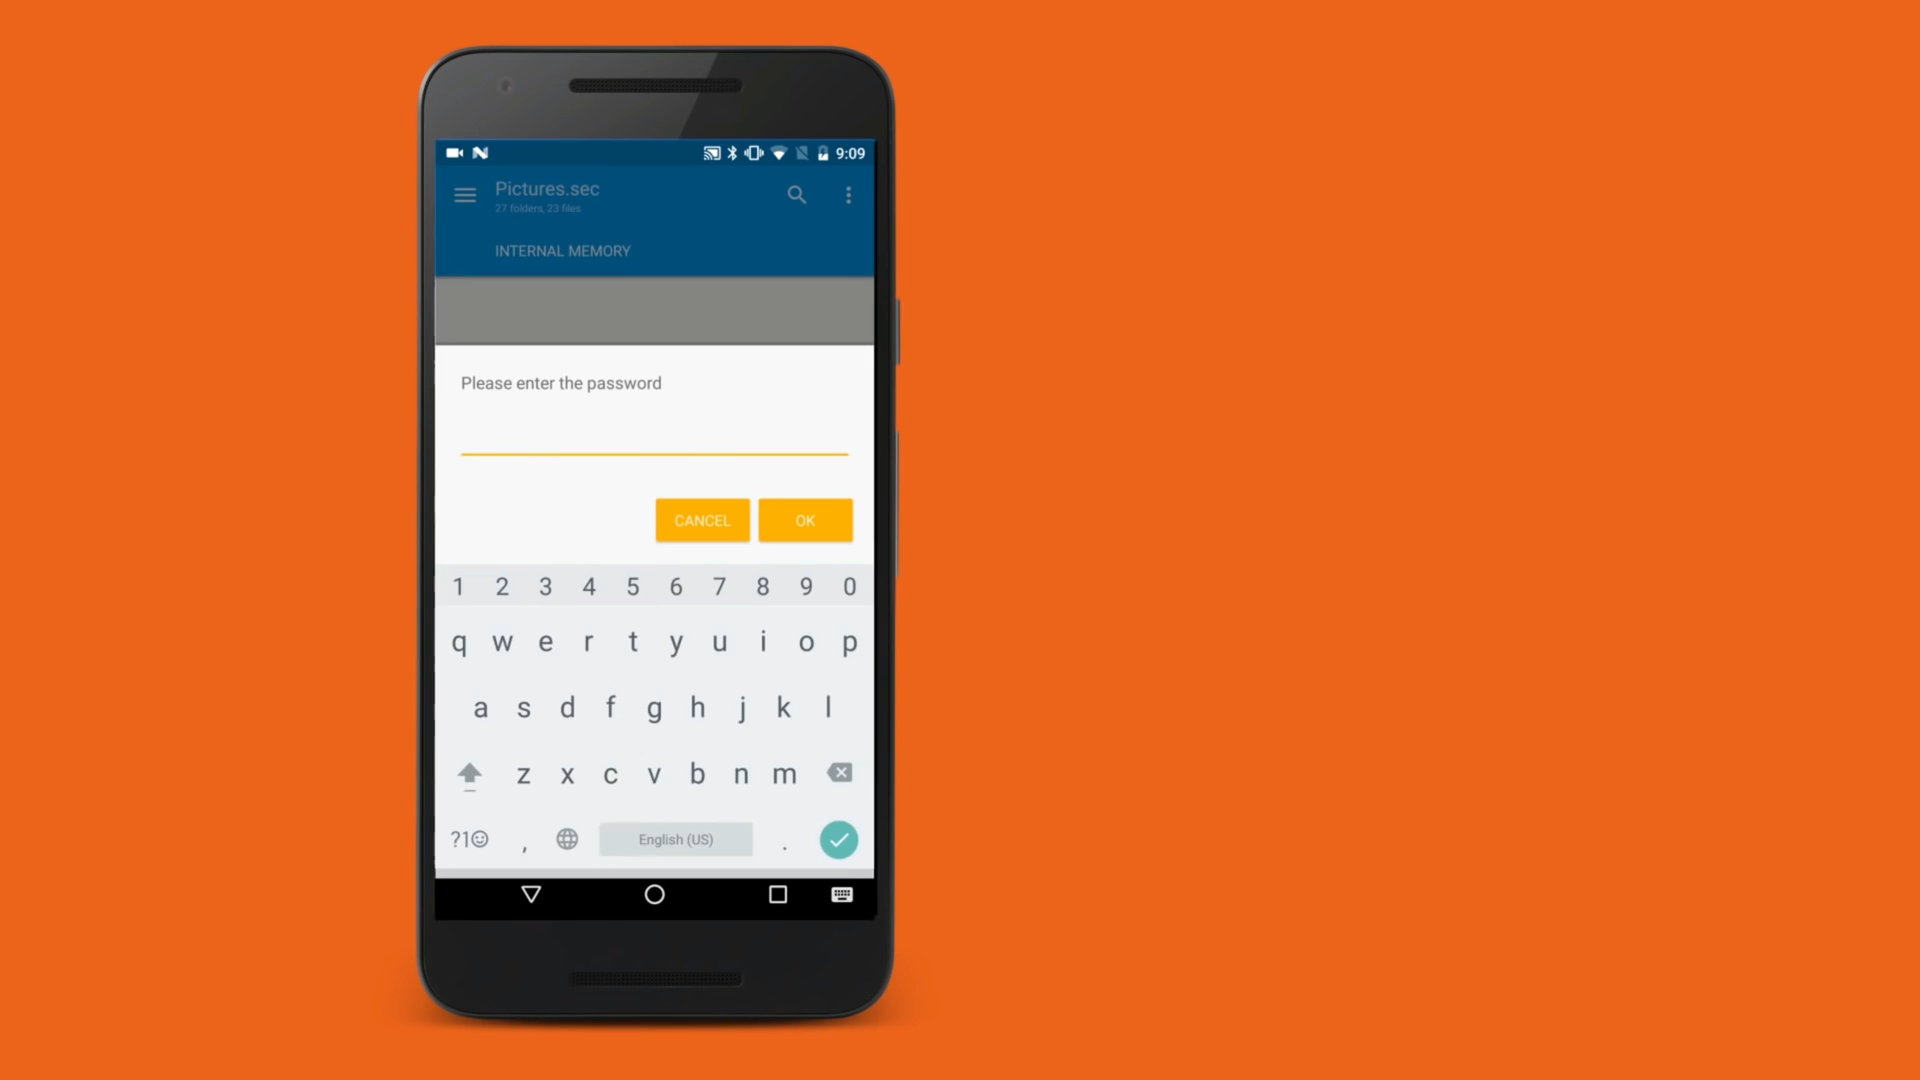 9:09
Pictures.sec
27 folders, 23 files
INTERNAL MEMORY
Please enter the password
CANCEL OK
1 2 3 4 5 6 7 8 9 0
q w e r t y u i o p
a s d f g h j k l
z x c v b n m
?1☺ , English (US) .